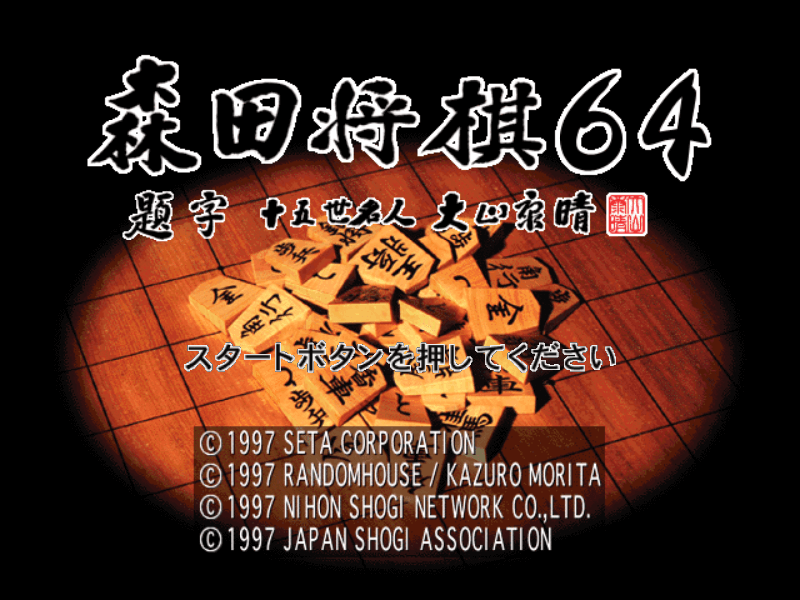 森田将棋64
題字 十五世名人 大山康晴
スタートボタンを押してください
©1997 SETA CORPORATION
©1997 RANDOMHOUSE / KAZURO MORITA
©1997 NIHON SHOGI NETWORK CO.,LTD.
©1997 JAPAN SHOGI ASSOCIATION